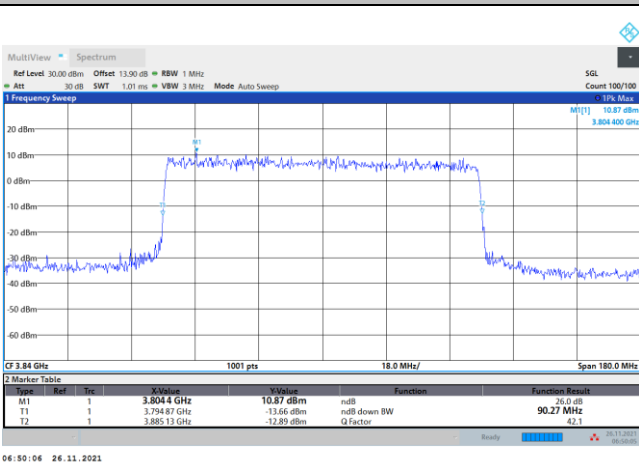 MultiView Spectrum
Ref Level 30.00 dBm Offset 13.90 dB RBW 1 MHz SGL
Att 30 dB SWT 1.01 ms VBW 3 MHz Mode Auto Sweep Count 100/100
1 Frequency Sweep 1Pk Max
M1[1] 10.87 dBm
3.804 400 GHz
20 dBm
M1
10 dBm
0 dBm
T1 T2
-10 dBm
-20 dBm
-30 dBm
-40 dBm
-50 dBm
-60 dBm
CF 3.84 GHz 1001 pts 18.0 MHz/ Span 180.0 MHz
2 Marker Table
Type Ref Trc X-Value Y-Value Function Function Result
M1 1 3.804 4 GHz 10.87 dBm ndB 26.0 dB
T1 1 3.794 87 GHz -13.66 dBm ndB down BW 90.27 MHz
T2 1 3.885 13 GHz -12.89 dBm Q Factor 42.1
Ready 26.11.2021
06:50:05
06:50:06 26.11.2021